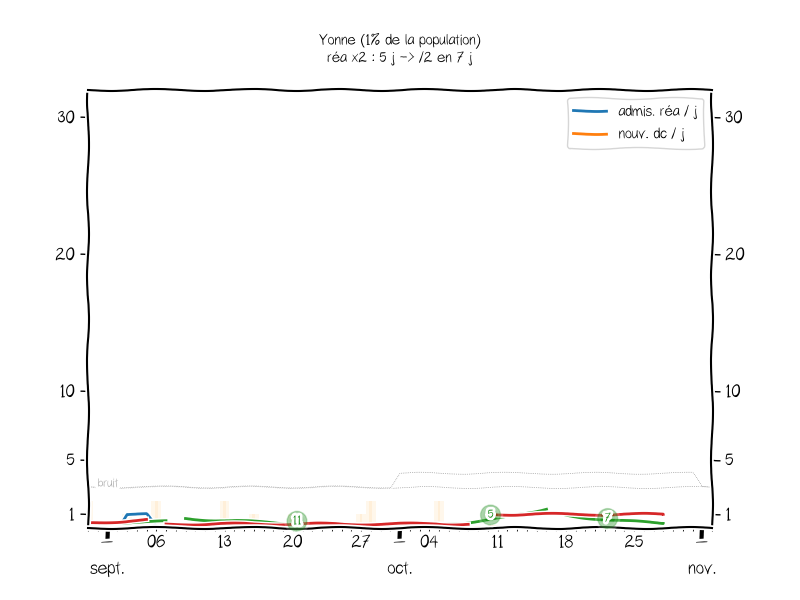 Yonne (1% de la population)
réa x2 : 5 j -> /2 en 7 j
admis. réa / j
nouv. dc / j
30
30
20
20
10
10
5
5
bruit
1
1
11
5
7
06
13
20
27
04
11
18
25
sept.
oct.
nov.